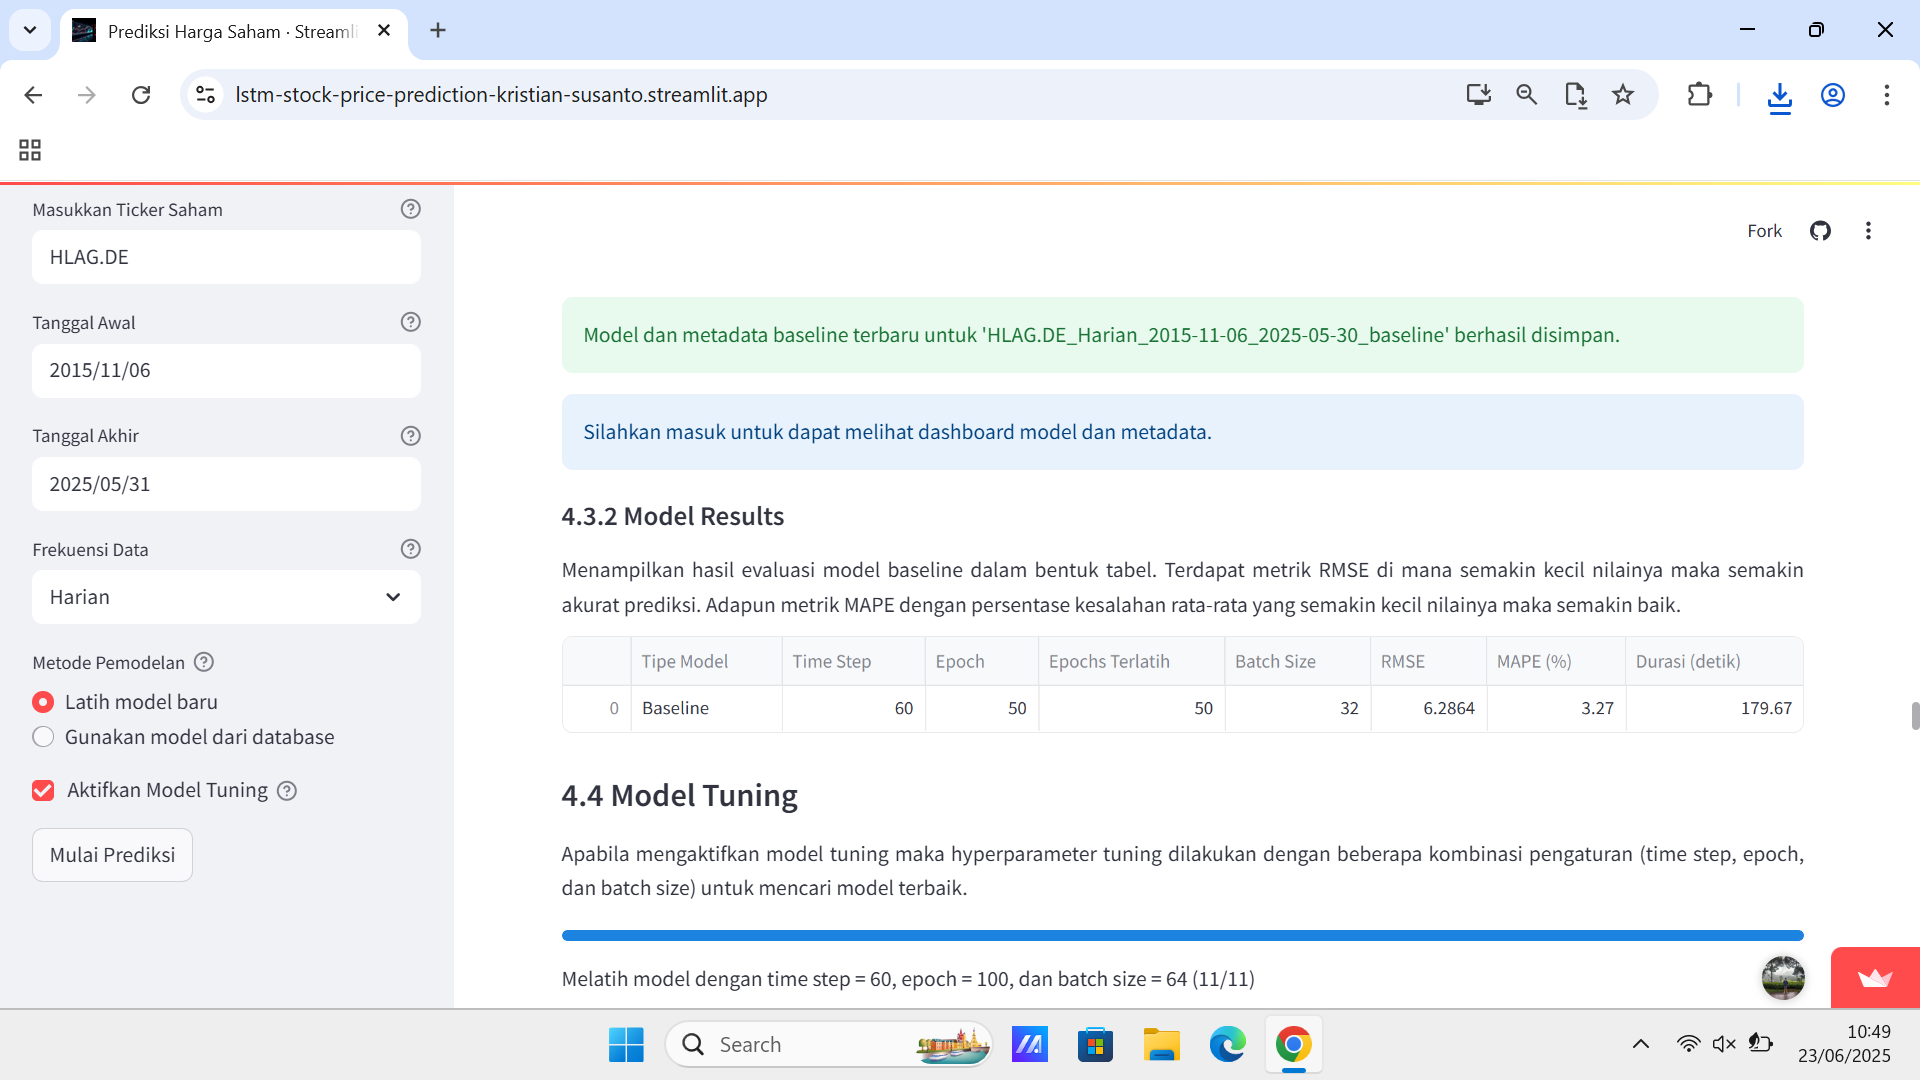 Prediksi Harga Saham · Streamli
lstm-stock-price-prediction-kristian-susanto.streamlit.app
Masukkan Ticker Saham
HLAG.DE
Tanggal Awal
2015/11/06
Tanggal Akhir
2025/05/31
Frekuensi Data
Harian
Metode Pemodelan
Latih model baru
Gunakan model dari database
Aktifkan Model Tuning
Mulai Prediksi
Fork
Model dan metadata baseline terbaru untuk 'HLAG.DE_Harian_2015-11-06_2025-05-30_baseline' berhasil disimpan.
Silahkan masuk untuk dapat melihat dashboard model dan metadata.
4.3.2 Model Results
Menampilkan hasil evaluasi model baseline dalam bentuk tabel. Terdapat metrik RMSE di mana semakin kecil nilainya maka semakin
akurat prediksi. Adapun metrik MAPE dengan persentase kesalahan rata-rata yang semakin kecil nilainya maka semakin baik.
Tipe Model Time Step Epoch Epochs Terlatih Batch Size RMSE MAPE (%) Durasi (detik)
0 Baseline 60 50 50 32 6.2864 3.27 179.67
4.4 Model Tuning
Apabila mengaktifkan model tuning maka hyperparameter tuning dilakukan dengan beberapa kombinasi pengaturan (time step, epoch,
dan batch size) untuk mencari model terbaik.
Melatih model dengan time step = 60, epoch = 100, dan batch size = 64 (11/11)
Search
10:49
23/06/2025